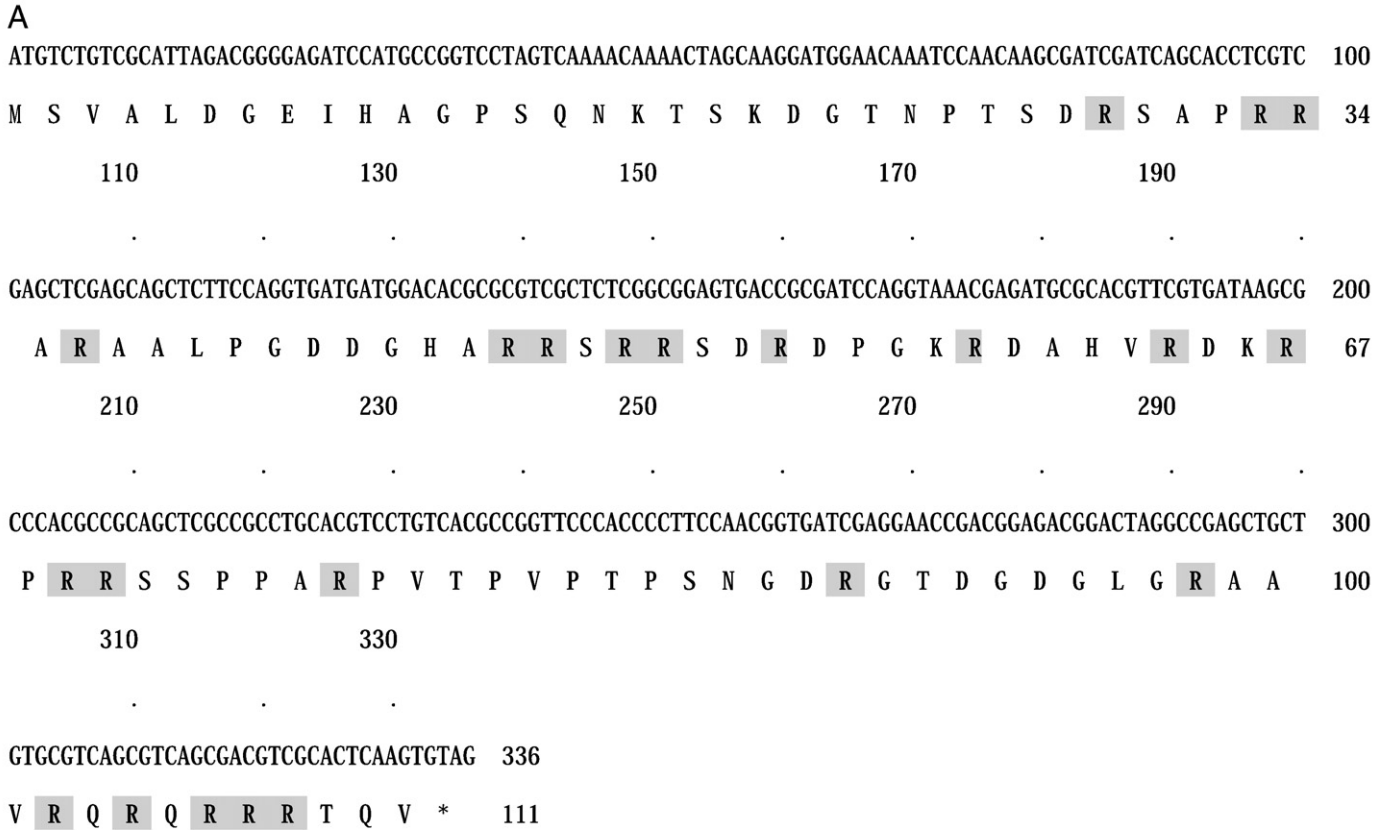 A
ATGTCTGTCGCATTAGACGGGGAGATCCATGCCGGTCCTAGTCAAAACAAAACTAGCAAGGATGGAACAAATCCAACAAGCGATCGATCAGCACCTCGTC 100
M S V A L D G E I H A G P S Q N K T S K D G T N P T S D R S A P R R 34
110 130 150 170 190
. . . . . . . . . .
GAGCTCGAGCAGCTCTTCCAGGTGATGATGGACACGCGCGTCGCTCTCGGCGGAGTGACCGCGATCCAGGTAAACGAGATGCGCACGTTCGTGATAAGCG 200
A R A A L P G D D G H A R R S R R S D R D P G K R D A H V R D K R 67
210 230 250 270 290
. . . . . . . . . .
CCCACGCCGCAGCTCGCCGCCTGCACGTCCTGTCACGCCGGTTCCCACCCCTTCCAACGGTGATCGAGGAACCGACGGAGACGGACTAGGCCGAGCTGCT 300
P R R S S P P A R P V T P V P T P S N G D R G T D G D G L G R A A 100
310 330
. . .
GTGCGTCAGCGTCAGCGACGTCGCACTCAAGTGTAG 336
V R Q R Q R R R T Q V * 111